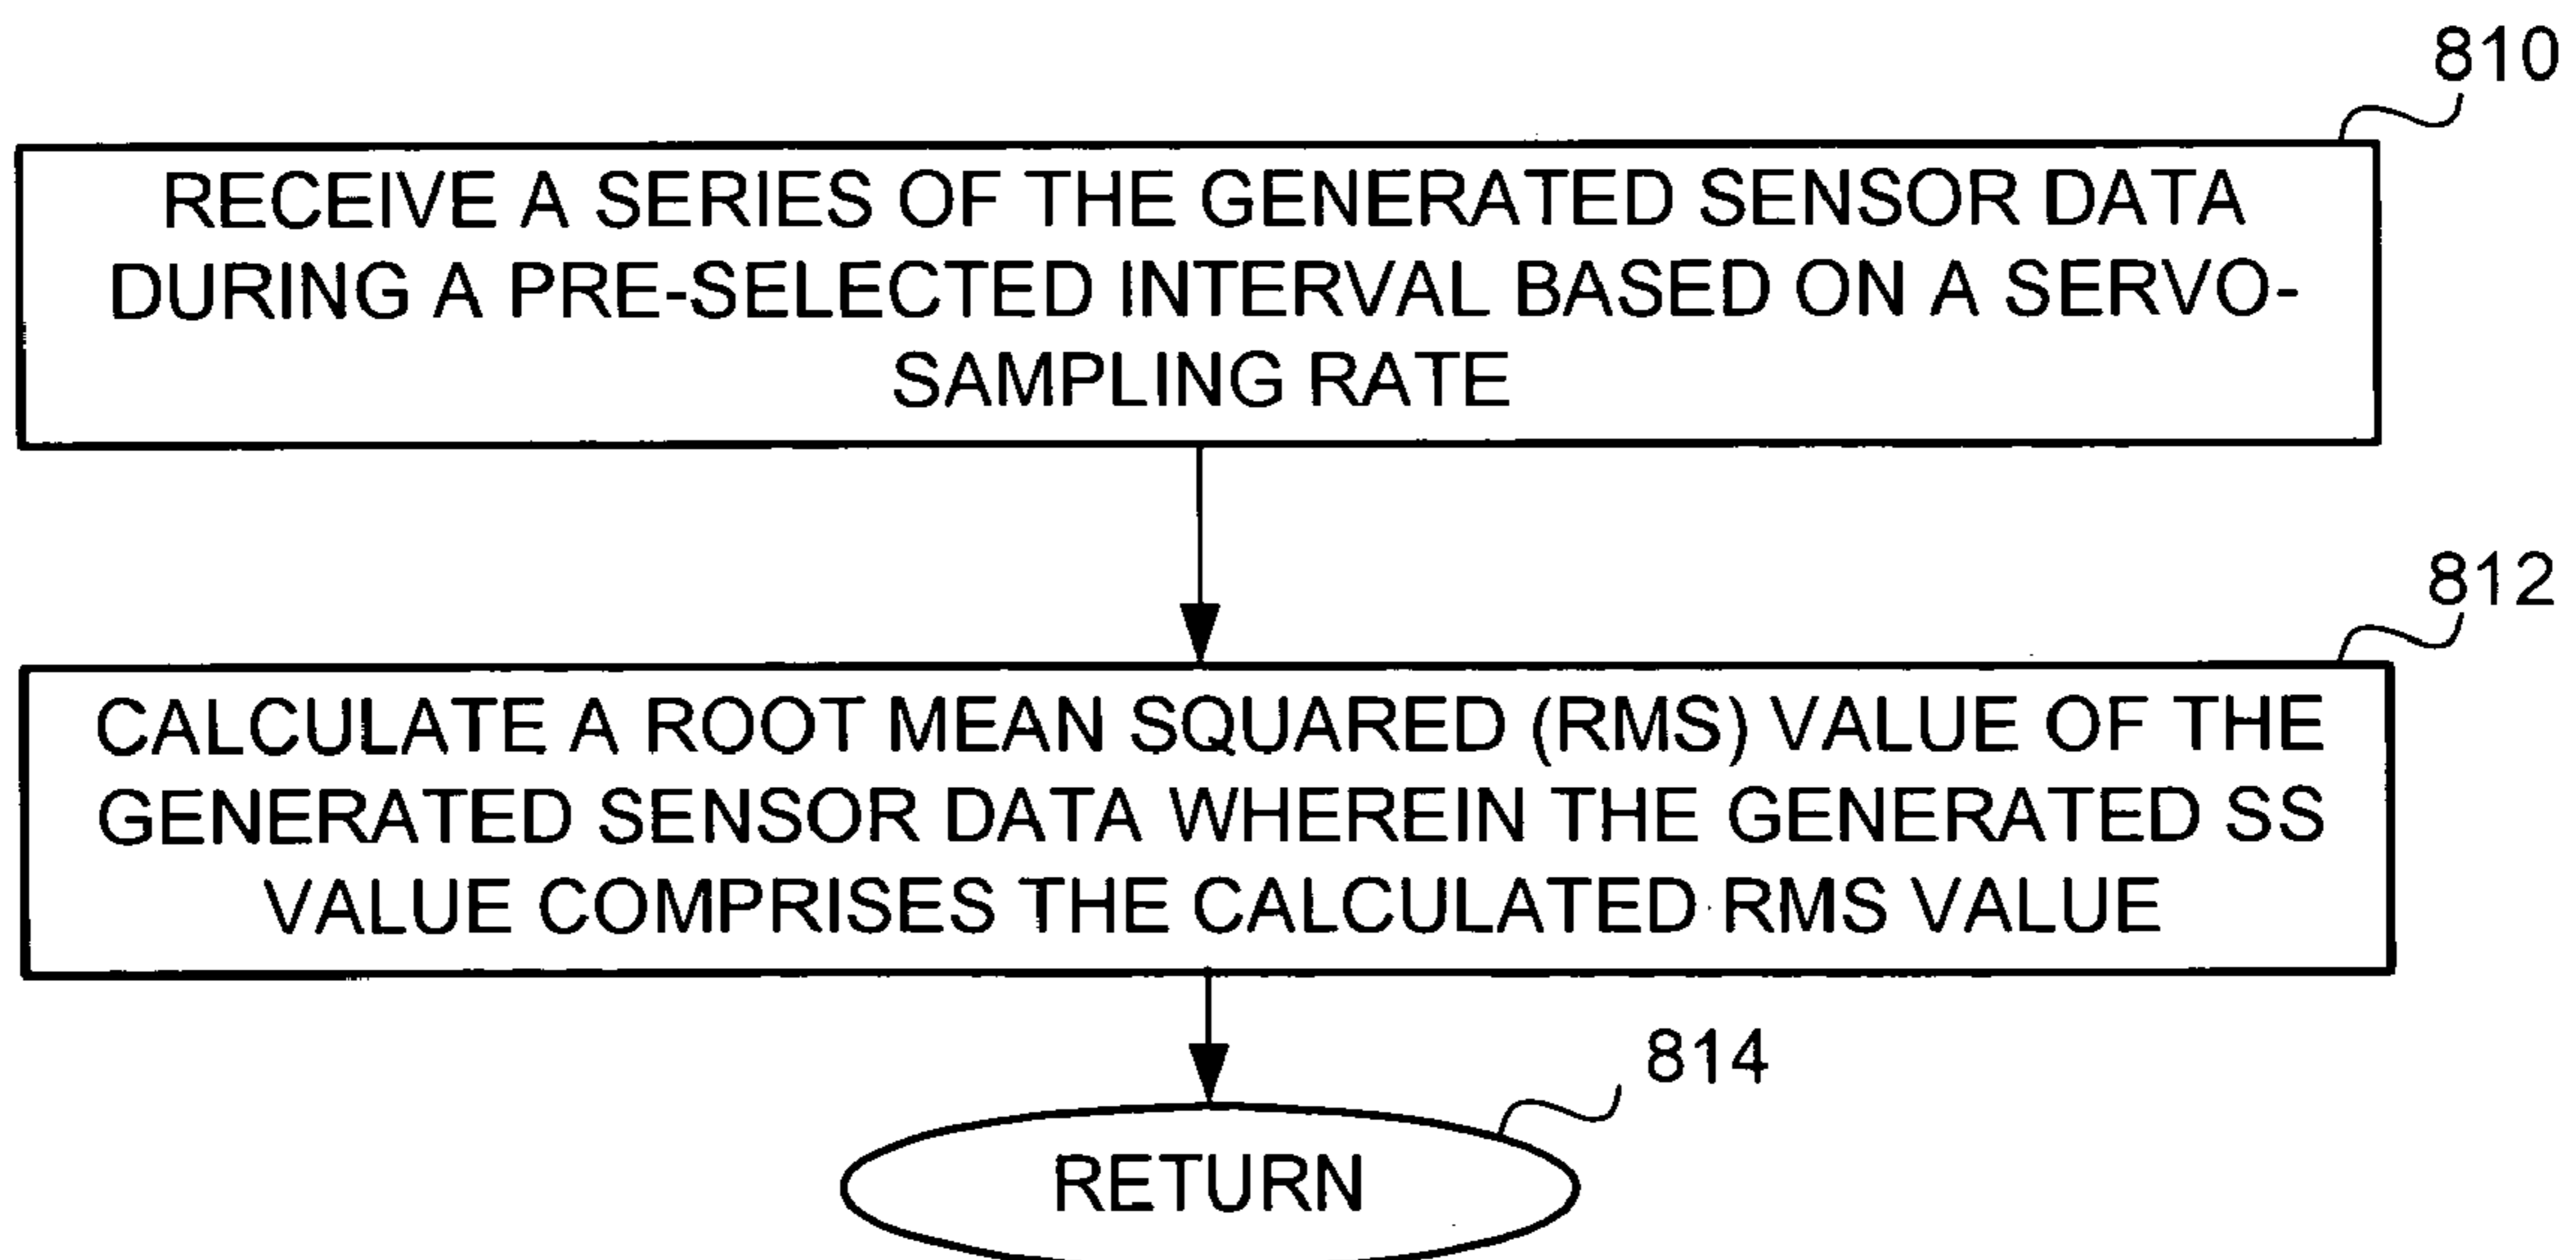 810
RECEIVE A SERIES OF THE GENERATED SENSOR DATA
DURING A PRE-SELECTED INTERVAL BASED ON A SERVO-
SAMPLING RATE
812
CALCULATE A ROOT MEAN SQUARED (RMS) VALUE OF THE
GENERATED SENSOR DATA WHEREIN THE GENERATED SS
VALUE COMPRISES THE CALCULATED RMS VALUE
814
RETURN